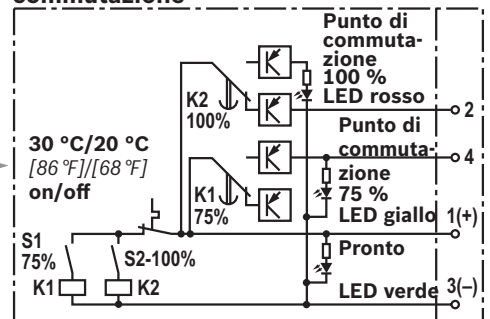 commutazione
Punto di
commuta-
zione
100 %
LED rosso
K2
100%
2
Punto di
commuta-
zione
75 %
LED giallo
4
30 °C/20 °C
[86 °F]/[68 °F]
on/off
K1
75%
1(+)
S1
75%
S2-100%
Pronto
K1
K2
LED verde
3(–)